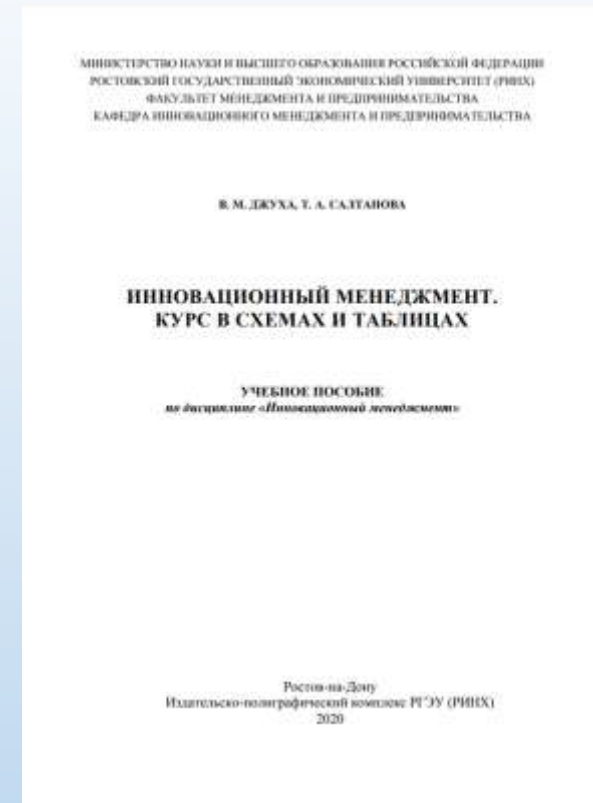 МИНИСТЕРСТВО НАУКИ И ВЫСШЕГО ОБРАЗОВАНИЯ РОССИЙСКОЙ ФЕДЕРАЦИИ
РОСТОВСКИЙ ГОСУДАРСТВЕННЫЙ ЭКОНОМИЧЕСКИЙ УНИВЕРСИТЕТ (РИНХ)
ФАКУЛЬТЕТ МЕНЕДЖМЕНТА И ПРЕДПРИНИМАТЕЛЬСТВА
КАФЕДРА ИННОВАЦИОННОГО МЕНЕДЖМЕНТА И ПРЕДПРИНИМАТЕЛЬСТВА
В. М. ДЖУХА, Т. А. САЛТАНОВА
ИННОВАЦИОННЫЙ МЕНЕДЖМЕНТ.
КУРС В СХЕМАХ И ТАБЛИЦАХ
УЧЕБНОЕ ПОСОБИЕ
по дисциплине «Инновационный менеджмент»
Ростов-на-Дону
Издательско-полиграфический комплекс РГЭУ (РИНХ)
2020